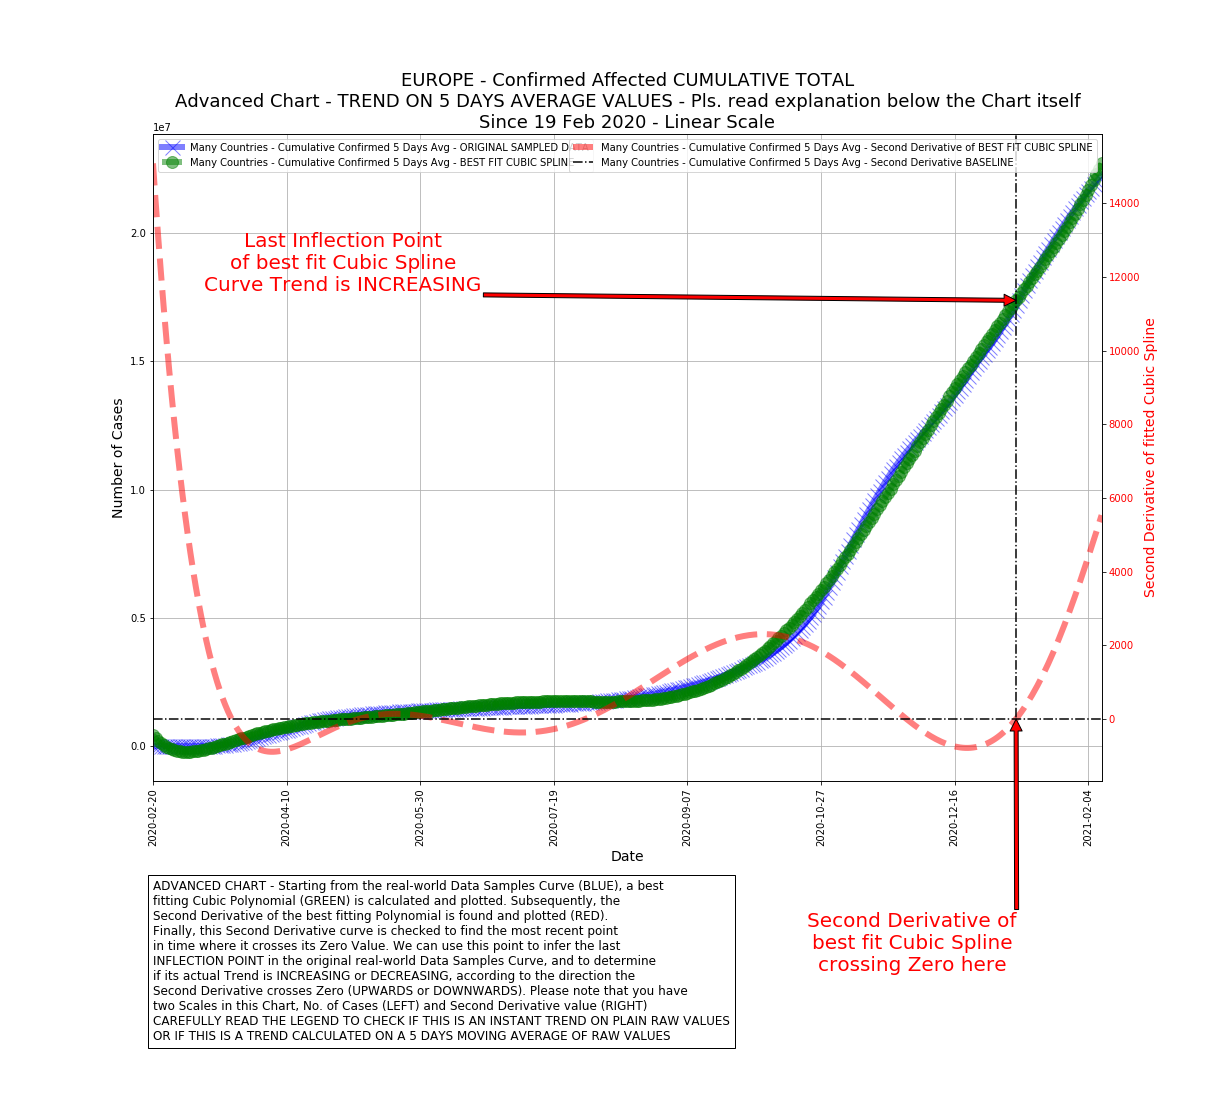 EUROPE - Confirmed Affected CUMULATIVE TOTAL
Advanced Chart - TREND ON 5 DAYS AVERAGE VALUES - Pls. read explanation below the Chart itself
Since 19 Feb 2020 - Linear Scale
1e7
Many Countries - Cumulative Confirmed 5 Days Avg - ORIGINAL SAMPLED
Many Countries - Cumulative Confirmed 5 Days Avg - BEST FIT CUBIC SPLIN
Many Countries - Cumulative Confirmed 5 Days Avg - Second Derivative of BEST FIT CUBIC SPLINE
Many Countries - Cumulative Confirmed 5 Days Avg - Second Derivative BASELINE
Last Inflection Point
of best fit Cubic Spline
Curve Trend is INCREASING
Number of Cases
2.0
1.5
1.0
0.5
0.0
14000
12000
10000
8000
6000
4000
2000
0
Second Derivative of fitted Cubic Spline
2020-02-20
2020-04-10
2020-05-30
2020-07-19
2020-09-07
2020-10-27
2020-12-16
2021-02-04
Date
Second Derivative of
best fit Cubic Spline
crossing Zero here
ADVANCED CHART - Starting from the real-world Data Samples Curve (BLUE), a best
fitting Cubic Polynomial (GREEN) is calculated and plotted. Subsequently, the
Second Derivative of the best fitting Polynomial is found and plotted (RED).
Finally, this Second Derivative curve is checked to find the most recent point
in time where it crosses its Zero Value. We can use this point to infer the last
INFLECTION POINT in the original real-world Data Samples Curve, and to determine
if its actual Trend is INCREASING or DECREASING, according to the direction the
Second Derivative crosses Zero (UPWARDS or DOWNWARDS). Please note that you have
two Scales in this Chart, No. of Cases (LEFT) and Second Derivative value (RIGHT)
CAREFULLY READ THE LEGEND TO CHECK IF THIS IS AN INSTANT TREND ON PLAIN RAW VALUES
OR IF THIS IS A TREND CALCULATED ON A 5 DAYS MOVING AVERAGE OF RAW VALUES